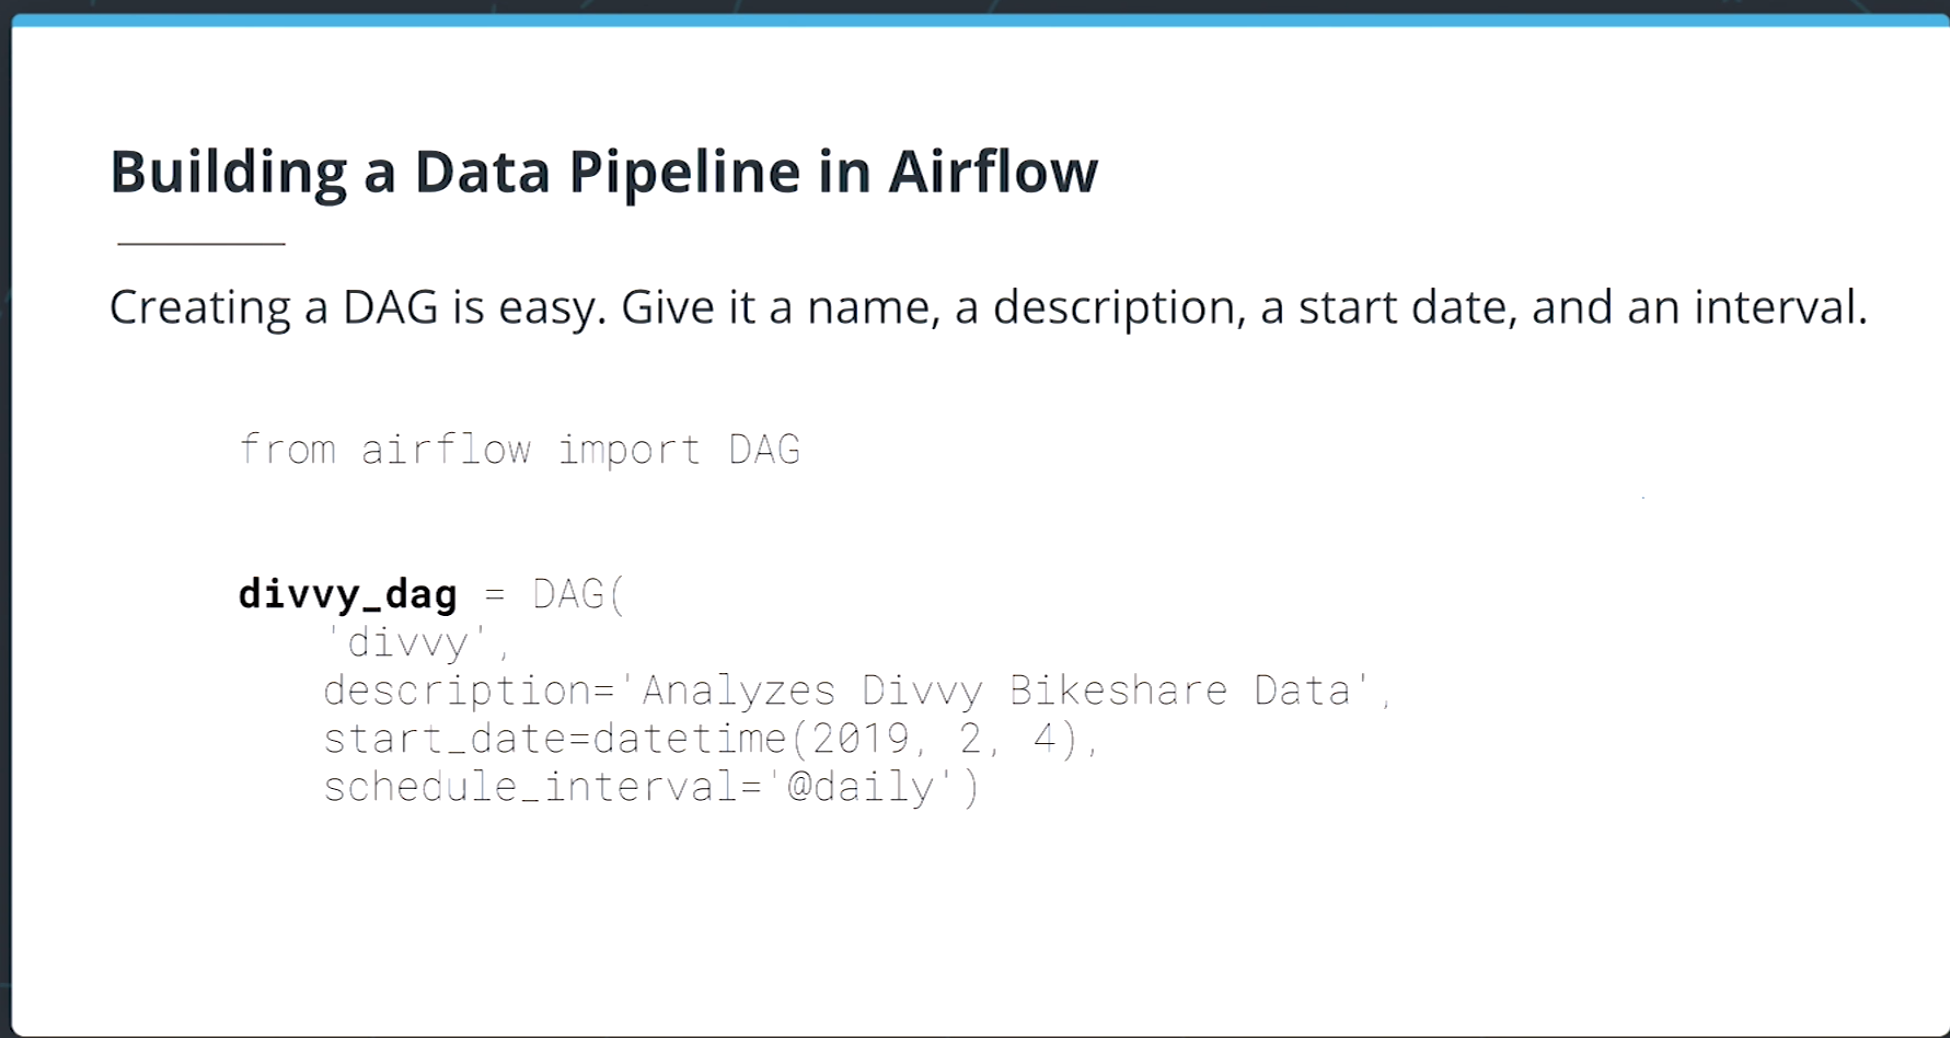 Building a Data Pipeline in Airflow
Creating a DAG is easy. Give it a name, a description, a start date, and an interval.
from airflow import DAG
divvy_dag = DAG(
'divvy',
description='Analyzes Divvy Bikeshare Data',
start_date=datetime(2019, 2, 4),
schedule_interval='@daily')